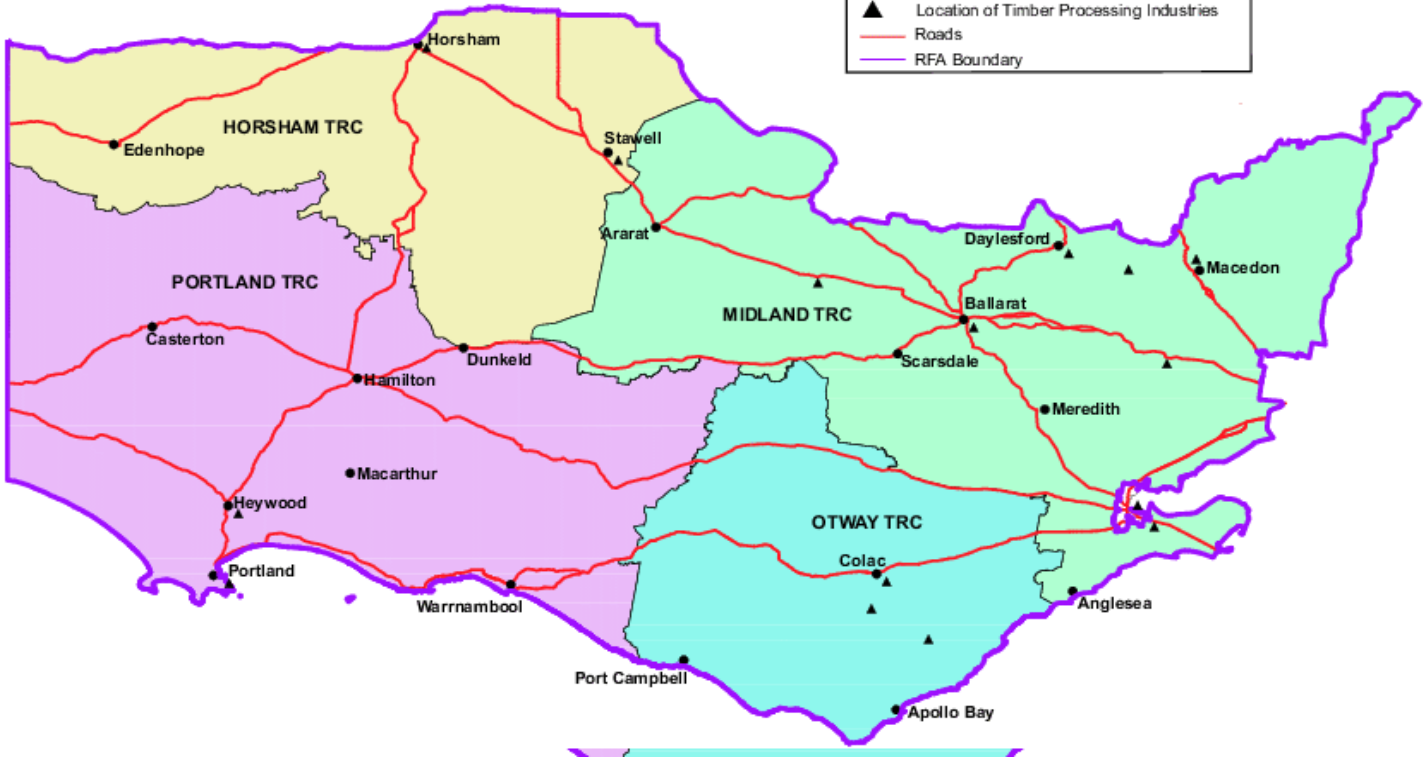 Location of Timber Processing Industries
Roads
RFA Boundary
Horsham
HORSHAM TRC
Edenhope
Stawell
Ararat
Daylesford
Macedon
PORTLAND TRC
Ballarat
MIDLAND TRC
Casterton
Dunkeld
Scarsdale
Hamilton
Meredith
Macarthur
Heywood
OTWAY TRC
Colac
Portland
Warrnambool
Anglesea
Port Campbell
Apollo Bay